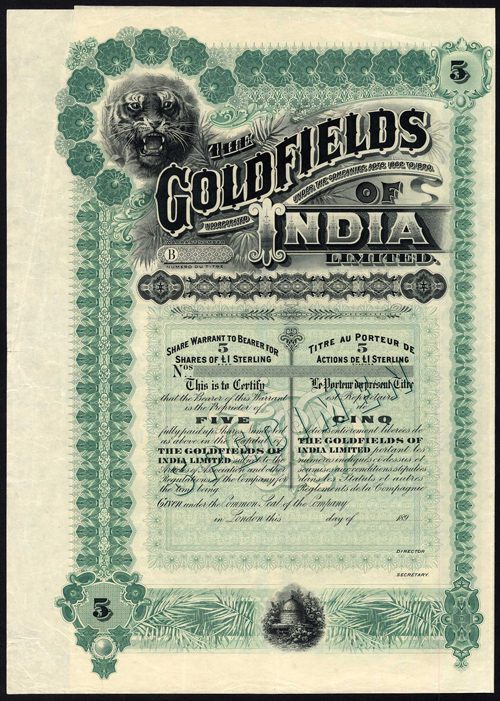 5
THE
GOLDFIELDS
INCORPORATED UNDER THE COMPANIES ACTS, 1862 TO 1890.
OF
INDIA
LIMITED.
B
NUMERO DU TITRE
SHARE WARRANT TO BEARER FOR
5
SHARES OF £1 STERLING
Nos
This is to Certify
that the Bearer of this Warrant
is the Proprietor of
FIVE
fully paid up Shares numbered
as above in the Capital
THE GOLDFIELDS OF
INDIA LIMITED subject to the
Articles of Association and other
Regulations of the Company for
the time being.
TITRE AU PORTEUR DE
5
ACTIONS DE £1 STERLING
Le Porteur du présent Titre
est Propriétaire
de
CINQ
actions entièrement libérées de
THE GOLDFIELDS OF
INDIA LIMITED portant les
numéros indiqués ci-dessus et
soumises aux conditions stipulées
dans les Statuts et autres
Règlements de la Compagnie
SPECIMEN
Given under the Common Seal of the Company
in London this day of 189
DIRECTOR
SECRETARY
5